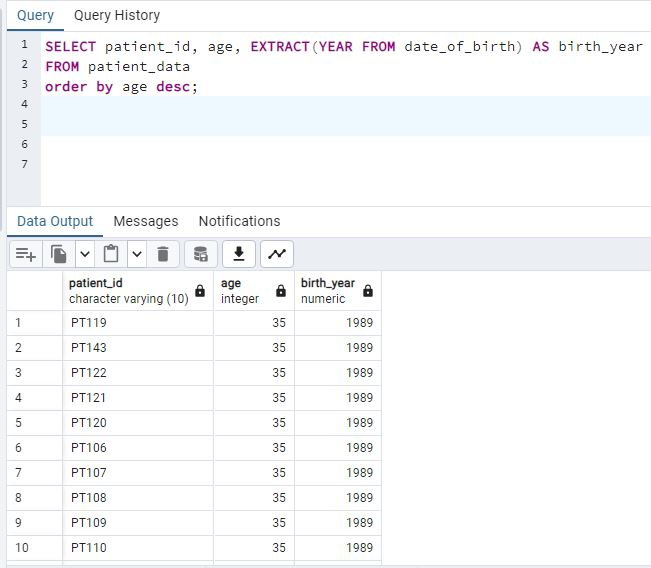 Query Query History
1 SELECT patient_id, age, EXTRACT(YEAR FROM date_of_birth) AS birth_year
2 FROM patient_data
3 order by age desc;
4
5
6
7
Data Output Messages Notifications
patient_id age birth_year
character varying (10) integer numeric
1 PT119 35 1989
2 PT143 35 1989
3 PT122 35 1989
4 PT121 35 1989
5 PT120 35 1989
6 PT106 35 1989
7 PT107 35 1989
8 PT108 35 1989
9 PT109 35 1989
10 PT110 35 1989